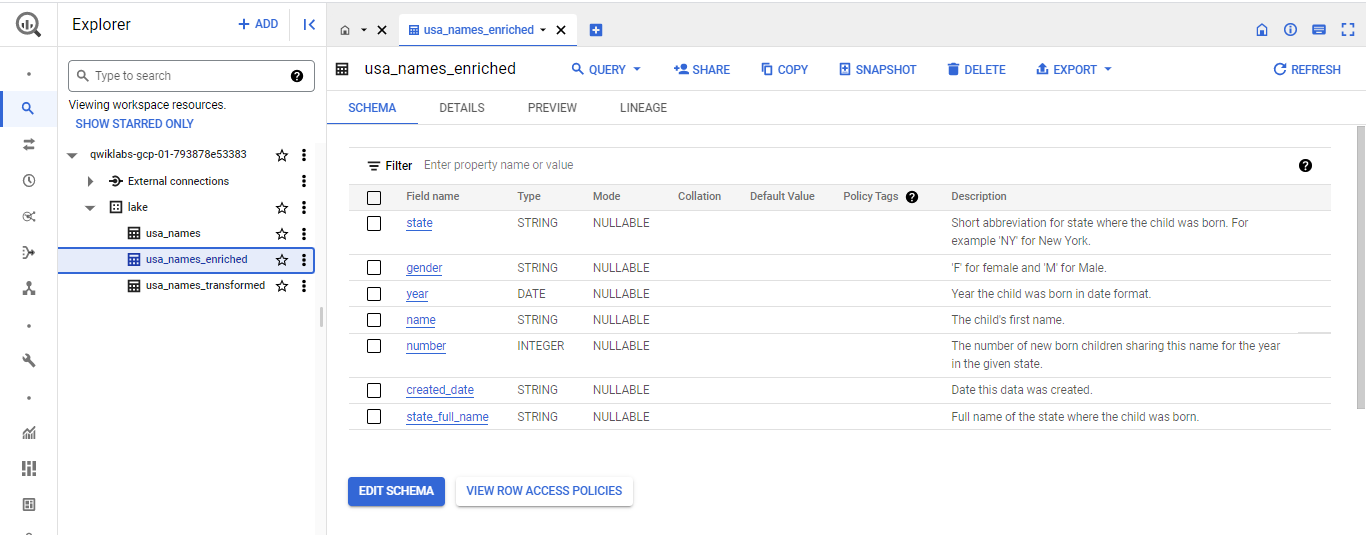 Explorer
+ ADD
usa_names_enriched
Type to search
Viewing workspace resources.
SHOW STARRED ONLY
qwiklabs-gcp-01-793878e53383
External connections
lake
usa_names
usa_names_enriched
usa_names_transformed
usa_names_enriched
QUERY
SHARE
COPY
SNAPSHOT
DELETE
EXPORT
REFRESH
SCHEMA DETAILS PREVIEW LINEAGE
Filter Enter property name or value
Field name Type Mode Collation Default Value Policy Tags Description
state STRING NULLABLE Short abbreviation for state where the child was born. For
example 'NY' for New York.
gender STRING NULLABLE 'F' for female and 'M' for Male.
year DATE NULLABLE Year the child was born in date format.
name STRING NULLABLE The child's first name.
number INTEGER NULLABLE The number of new born children sharing this name for the year
in the given state.
created_date STRING NULLABLE Date this data was created.
state_full_name STRING NULLABLE Full name of the state where the child was born.
EDIT SCHEMA
VIEW ROW ACCESS POLICIES